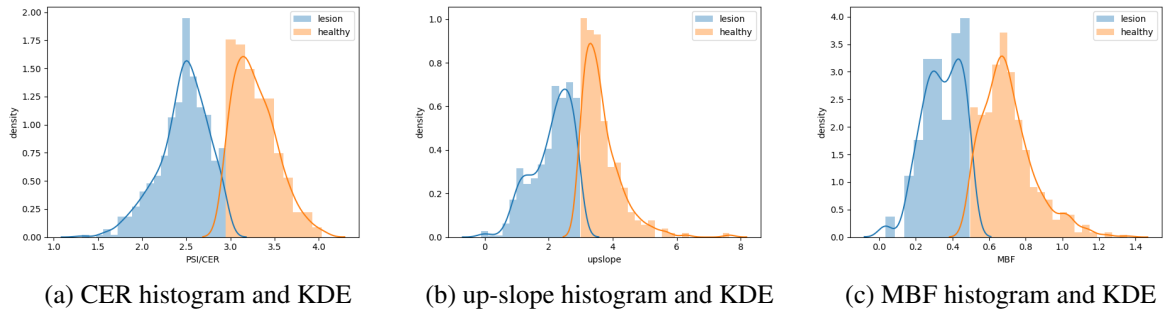 lesion
healthy
density
2.00
1.75
1.50
1.25
1.00
0.75
0.50
0.25
0.00
1.0 1.5 2.0 2.5 3.0 3.5 4.0
PSI/CER
(a) CER histogram and KDE
lesion
healthy
density
1.0
0.8
0.6
0.4
0.2
0.0
0 2 4 6 8
upslope
(b) up-slope histogram and KDE
lesion
healthy
density
4.0
3.5
3.0
2.5
2.0
1.5
1.0
0.5
0.0
0.0 0.2 0.4 0.6 0.8 1.0 1.2 1.4
MBF
(c) MBF histogram and KDE